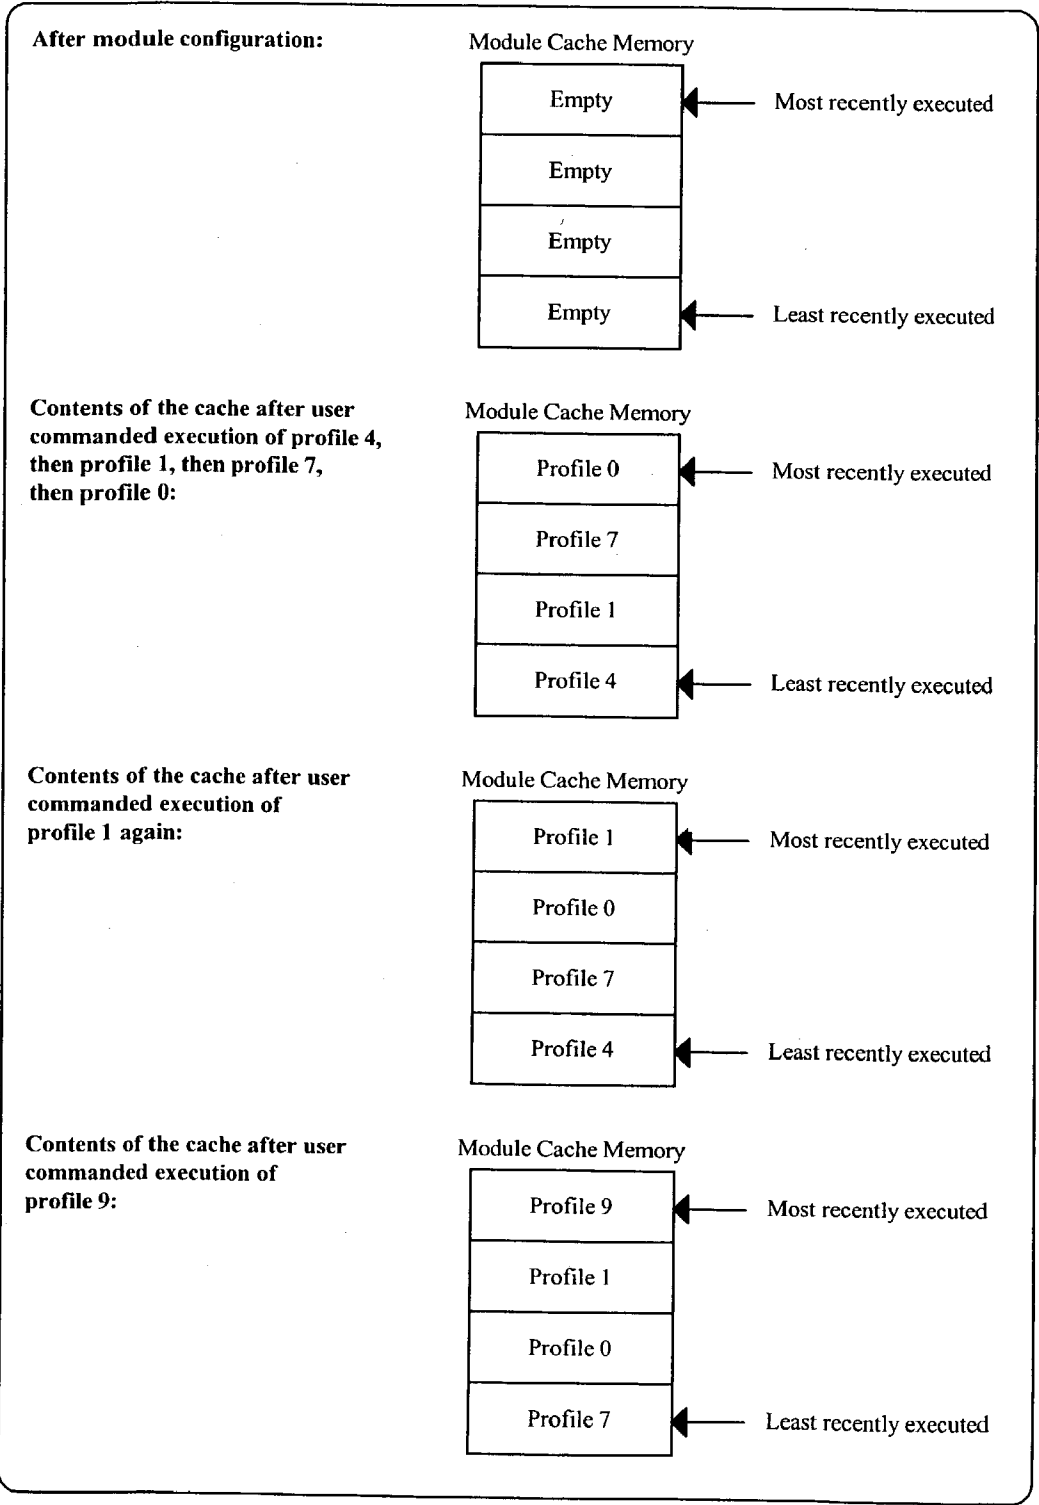 After module configuration:
Module Cache Memory
Empty
Most recently executed
Empty
Empty
Empty
Least recently executed
Contents of the cache after user
commanded execution of profile 4,
then profile 1, then profile 7,
then profile 0:
Module Cache Memory
Profile 0
Most recently executed
Profile 7
Profile 1
Profile 4
Least recently executed
Contents of the cache after user
commanded execution of
profile 1 again:
Module Cache Memory
Profile 1
Most recently executed
Profile 0
Profile 7
Profile 4
Least recently executed
Contents of the cache after user
commanded execution of
profile 9:
Module Cache Memory
Profile 9
Most recently executed
Profile 1
Profile 0
Profile 7
Least recently executed